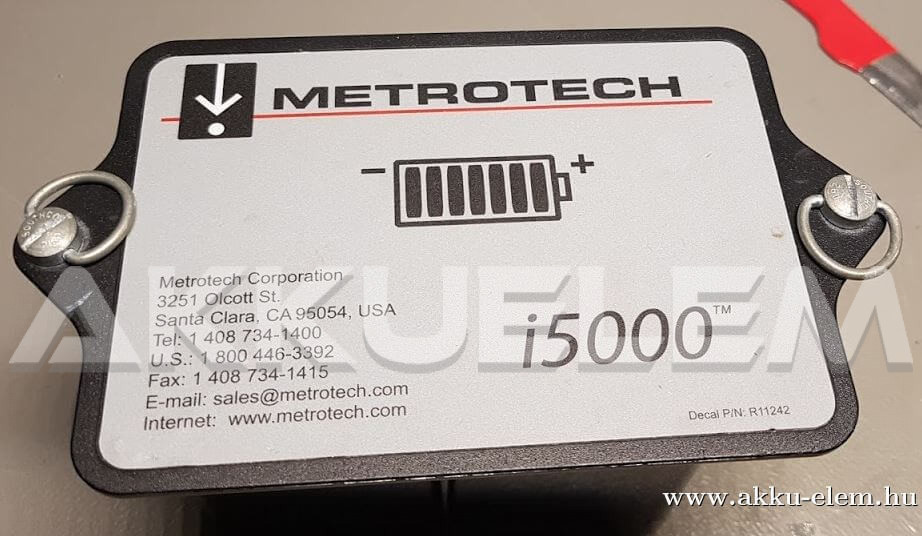 METROTECH
- +
Metrotech Corporation
3251 Olcott St.
Santa Clara, CA 95054, USA
Tel: 1 408 734-1400
U.S.: 1 800 446-3392
Fax: 1 408 734-1415
E-mail: sales@metrotech.com
Internet: www.metrotech.com
i5000™
Decal P/N: R11242
AKKUELEM
www.akku-elem.hu